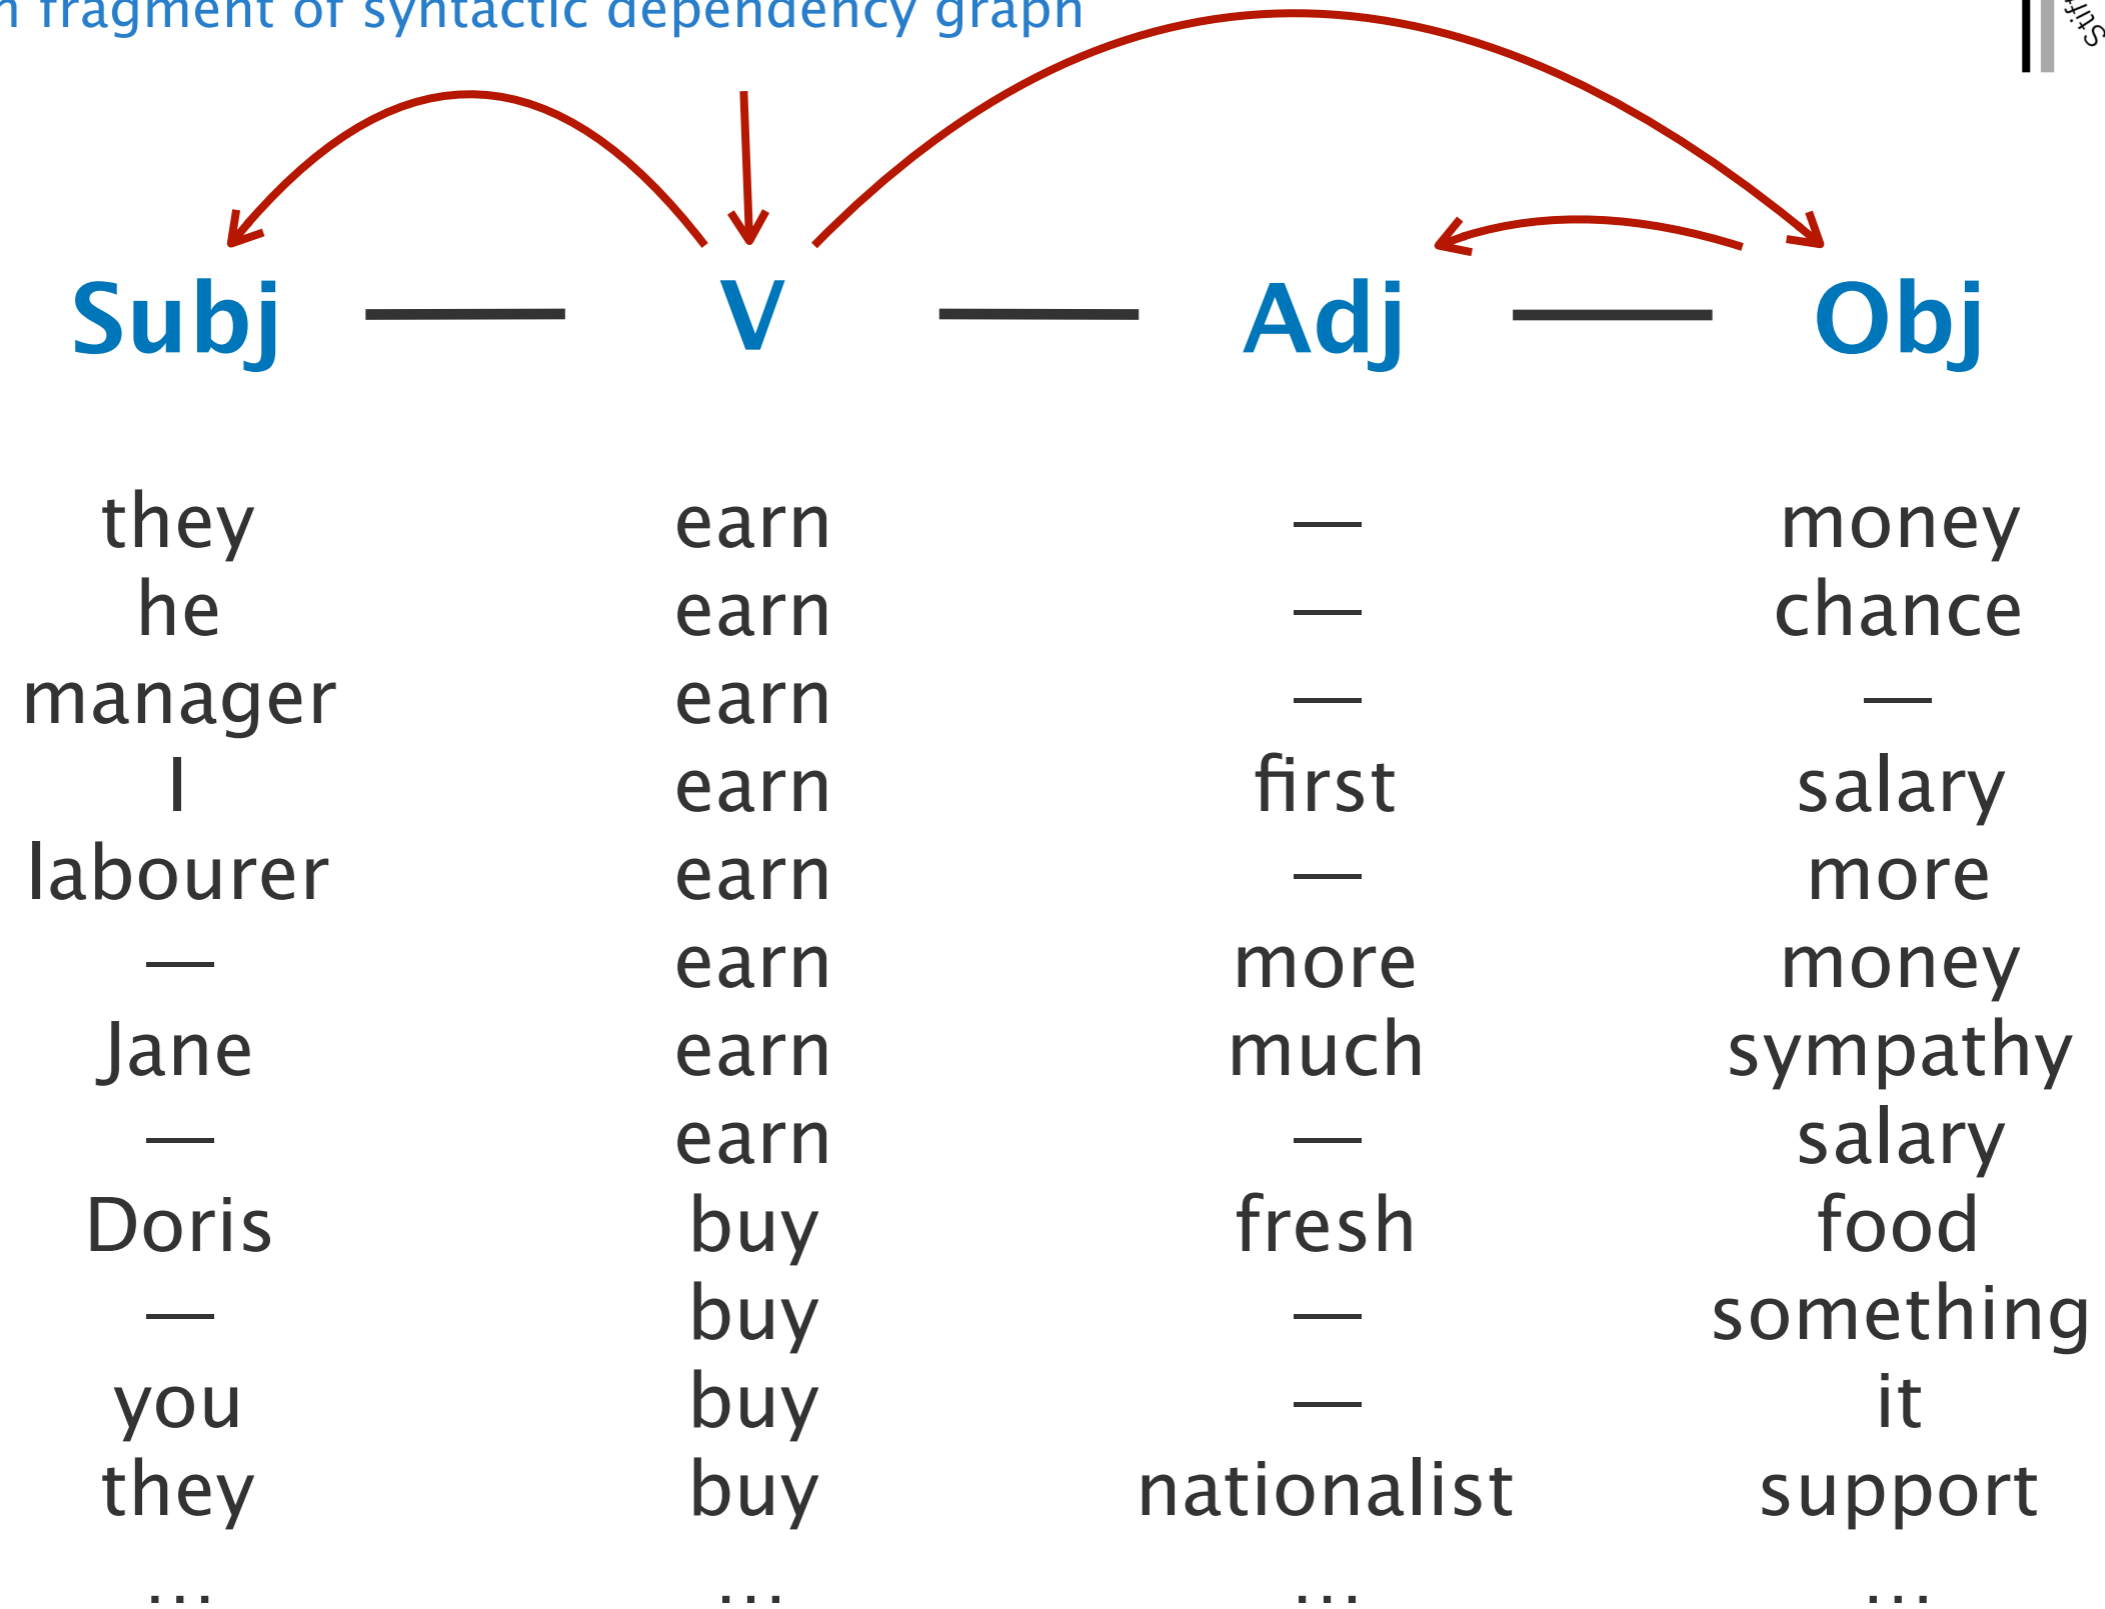 fragment of syntactic dependency graph
Subj — V — Adj — Obj
they earn — money
he earn — chance
manager earn — —
I earn first salary
labourer earn — more
— earn more money
Jane earn much sympathy
— earn — salary
Doris buy fresh food
— buy — something
you buy — it
they buy nationalist support
... ... ... ...